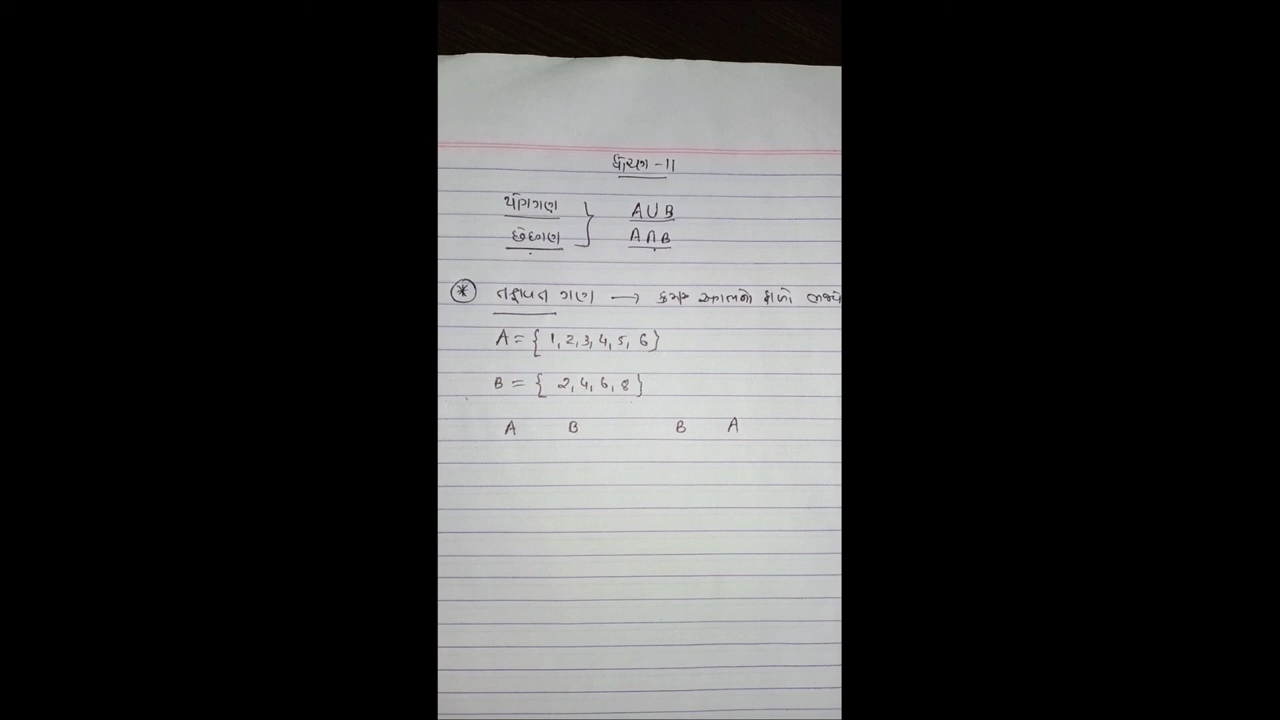 ધોરણ - 11
યોગગણ } A∪B
છેદગણ A∩B
* તફાવત ગણ →
A = { 1, 2, 3, 4, 5, 6 }
B = { 2, 4, 6, 8 }
A B B A